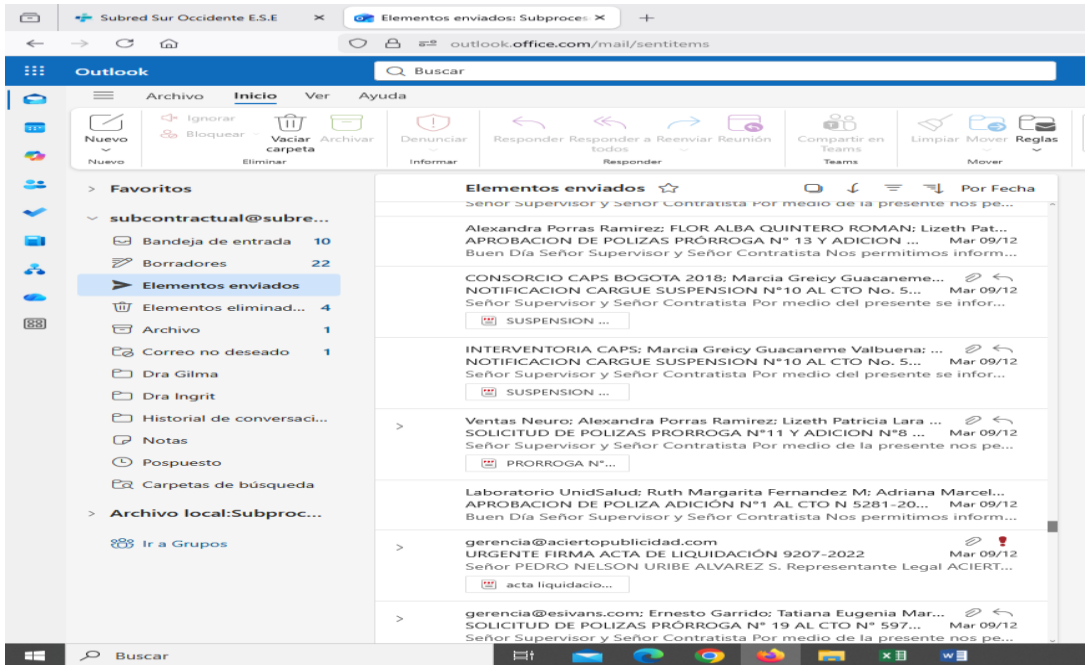 Subred Sur Occidente E.S.E
Elementos enviados: Subproces
outlook.office.com/mail/sentitems
Outlook
Buscar
Archivo Inicio Ver Ayuda
Nuevo
Ignorar
Bloquear
Vaciar carpeta
Archivar
Denunciar
Responder
Responder a todos
Reenviar
Reunión
Compartir en Teams
Limpiar
Mover
Reglas
Nuevo Eliminar Informar Responder Teams Mover
Favoritos
subcontractual@subre...
Bandeja de entrada 10
Borradores 22
Elementos enviados
Elementos eliminad... 4
Archivo 1
Correo no deseado 1
Dra Gilma
Dra Ingrit
Historial de conversaci...
Notas
Pospuesto
Carpetas de búsqueda
Archivo local:Subproc...
Ir a Grupos
Elementos enviados Por Fecha
Señor Supervisor y Señor Contratista Por medio de la presente nos pe...
Alexandra Porras Ramirez; FLOR ALBA QUINTERO ROMAN; Lizeth Pat...
APROBACION DE POLIZAS PRÓRROGA N° 13 Y ADICION ... Mar 09/12
Buen Día Señor Supervisor y Señor Contratista Nos permitimos inform...
CONSORCIO CAPS BOGOTA 2018; Marcia Greicy Guacaneme...
NOTIFICACION CARGUE SUSPENSION N°10 AL CTO No. 5... Mar 09/12
Señor Supervisor y Señor Contratista Por medio del presente se infor...
SUSPENSION ...
INTERVENTORIA CAPS; Marcia Greicy Guacaneme Valbuena; ...
NOTIFICACION CARGUE SUSPENSION N°10 AL CTO No. 5... Mar 09/12
Señor Supervisor y Señor Contratista Por medio del presente se infor...
SUSPENSION ...
Ventas Neuro; Alexandra Porras Ramirez; Lizeth Patricia Lara ...
SOLICITUD DE POLIZAS PRORROGA N°11 Y ADICION N°8 ... Mar 09/12
Señor Supervisor y Señor Contratista Por medio de la presente nos pe...
PRORROGA N°...
Laboratorio UnidSalud; Ruth Margarita Fernandez M; Adriana Marcel...
APROBACION DE POLIZA ADICIÓN N°1 AL CTO N 5281-20... Mar 09/12
Buen Día Señor Supervisor y Señor Contratista Nos permitimos inform...
gerencia@aciertopublicidad.com
URGENTE FIRMA ACTA DE LIQUIDACIÓN 9207-2022 Mar 09/12
Señor PEDRO NELSON URIBE ALVAREZ S. Representante Legal ACIERT...
acta liquidacio...
gerencia@esivans.com; Ernesto Garrido; Tatiana Eugenia Mar...
SOLICITUD DE POLIZAS PRÓRROGA N° 19 AL CTO N° 597... Mar 09/12
Señor Supervisor y Señor Contratista Por medio de la presente nos pe...
Buscar